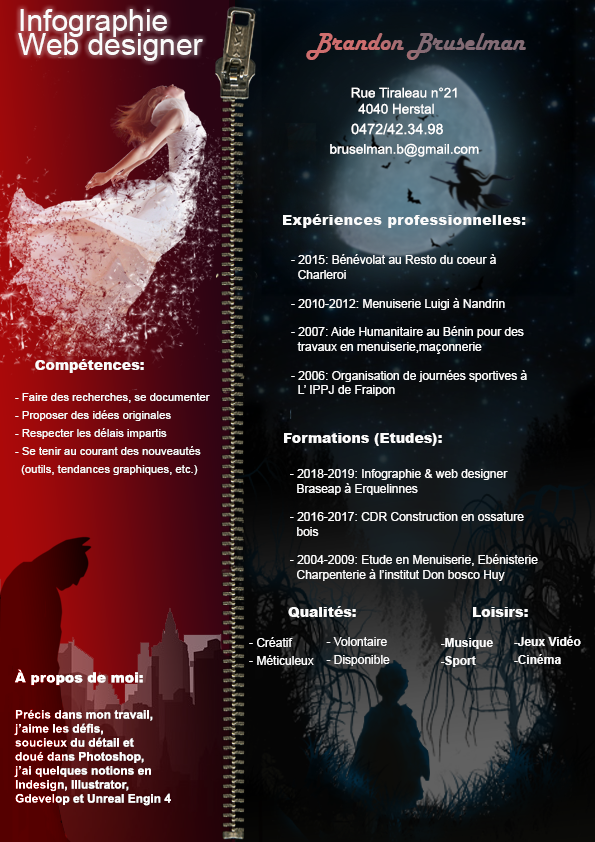 Infographie
Web designer
Compétences:
- Faire des recherches, se documenter
- Proposer des idées originales
- Respecter les délais impartis
- Se tenir au courant des nouveautés
(outils, tendances graphiques, etc.)
À propos de moi:
Précis dans mon travail,
j'aime les défis,
soucieux du détail et
doué dans Photoshop,
j'ai quelques notions en
Indesign, Illustrator,
Gdevelop et Unreal Engin 4
Brandon Bruselman
Rue Tiraleau n°21
4040 Herstal
0472/42.34.98
bruselman.b@gmail.com
Expériences professionnelles:
- 2015: Bénévolat au Resto du coeur à
Charleroi
- 2010-2012: Menuiserie Luigi à Nandrin
- 2007: Aide Humanitaire au Bénin pour des
travaux en menuiserie,maçonnerie
- 2006: Organisation de journées sportives à
L' IPPJ de Fraipon
Formations (Etudes):
- 2018-2019: Infographie & web designer
Braseap à Erquelinnes
- 2016-2017: CDR Construction en ossature
bois
- 2004-2009: Etude en Menuiserie, Ebénisterie
Charpenterie à l'institut Don bosco Huy
Qualités:
- Créatif
- Méticuleux
- Volontaire
- Disponible
Loisirs:
-Musique
-Sport
-Jeux Vidéo
-Cinéma